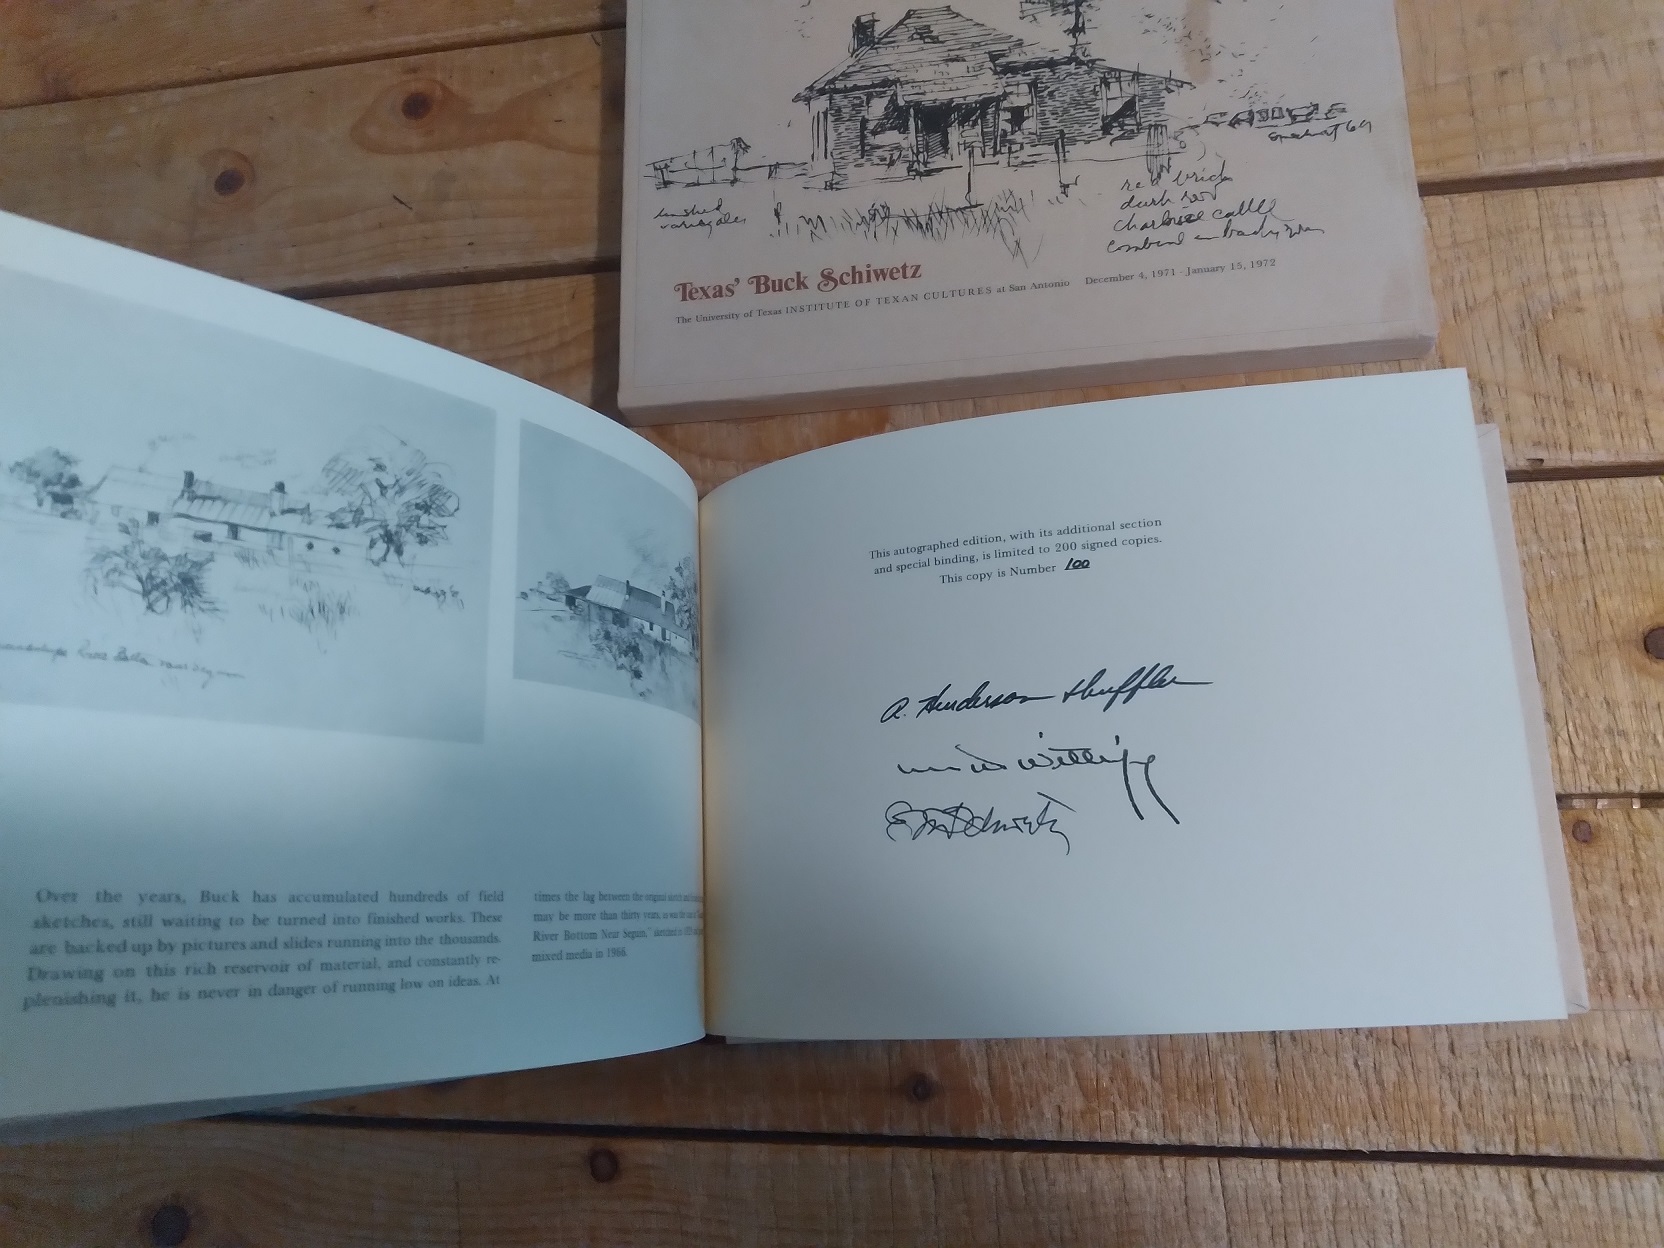 red brick
dark red
Texas' Buck Schiwetz
The University of Texas INSTITUTE OF TEXAN CULTURES at San Antonio December 4, 1971 - January 15, 1972
This autographed edition, with its additional section
and special binding, is limited to 200 signed copies.
This copy is Number 100
A. Henderson Shuffler
Over the years, Buck has accumulated hundreds of field
sketches, still waiting to be turned into finished works. These
are backed up by pictures and slides running into the thousands.
Drawing on this rich reservoir of material, and constantly re-
plenishing it, he is never in danger of running low on ideas. At
times the lag between the original
may be more than thirty years,
River Bottom Near Seguin,"
mixed media in 1966.